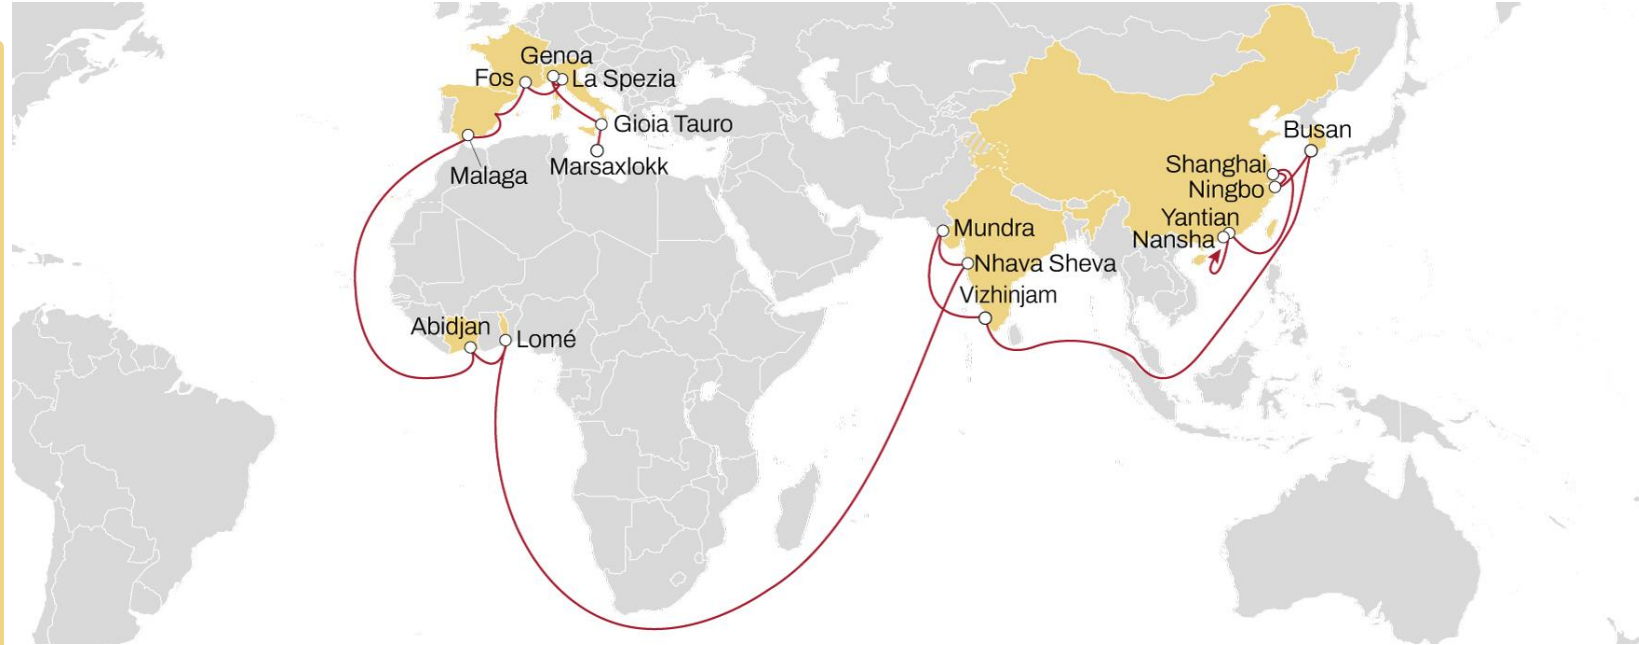 Genoa
Fos
La Spezia
Gioia Tauro
Malaga
Marsaxlokk
Busan
Shanghai
Ningbo
Yantian
Nansha
Mundra
Nhava Sheva
Vizhinjam
Abidjan
Lomé